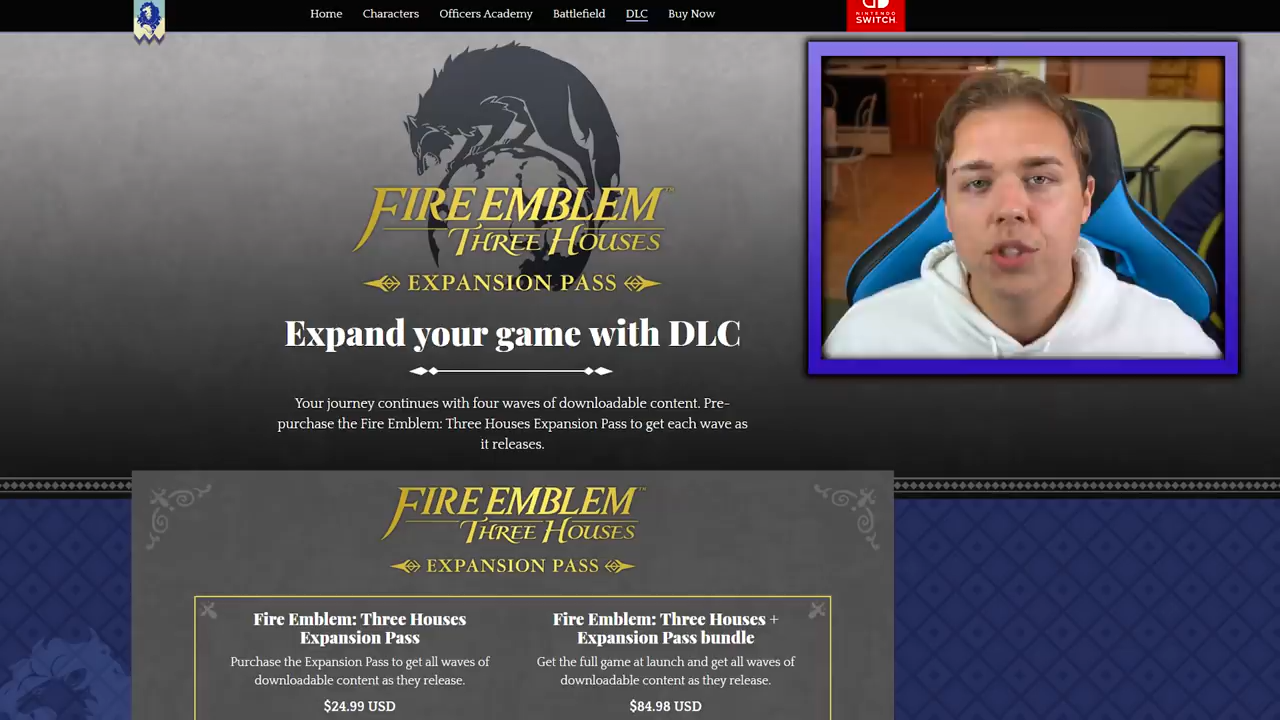 Home Characters Officers Academy Battlefield DLC Buy Now
NINTENDO
SWITCH
FIRE EMBLEM™
THREE HOUSES
EXPANSION PASS
Expand your game with DLC
Your journey continues with four waves of downloadable content. Pre-
purchase the Fire Emblem: Three Houses Expansion Pass to get each wave as
it releases.
FIRE EMBLEM™
THREE HOUSES
EXPANSION PASS
Fire Emblem: Three Houses
Expansion Pass
Purchase the Expansion Pass to get all waves of
downloadable content as they release.
$24.99 USD
Fire Emblem: Three Houses +
Expansion Pass bundle
Get the full game at launch and get all waves of
downloadable content as they release.
$84.98 USD